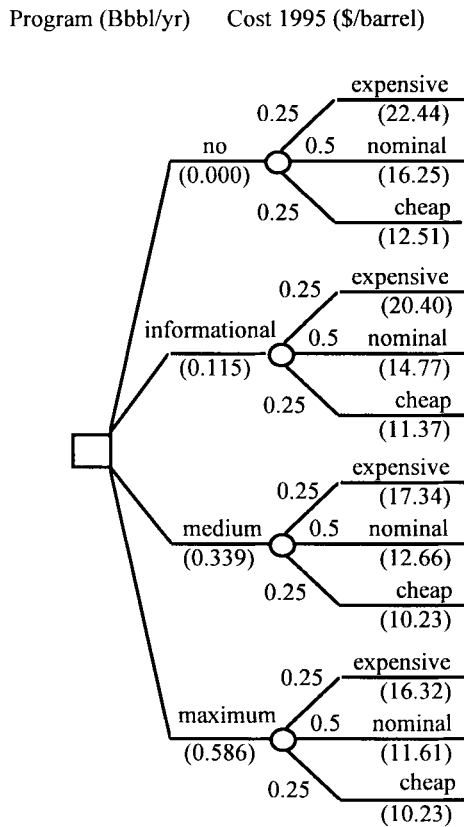 Program (Bbbl/yr) Cost 1995 ($/barrel)
expensive
0.25 (22.44)
no 0.5 nominal
(0.000) (16.25)
0.25 cheap
(12.51)
expensive
0.25 (20.40)
informational 0.5 nominal
(0.115) (14.77)
0.25 cheap
(11.37)
expensive
0.25 (17.34)
medium 0.5 nominal
(0.339) (12.66)
0.25 cheap
(10.23)
expensive
0.25 (16.32)
maximum 0.5 nominal
(0.586) (11.61)
0.25 cheap
(10.23)